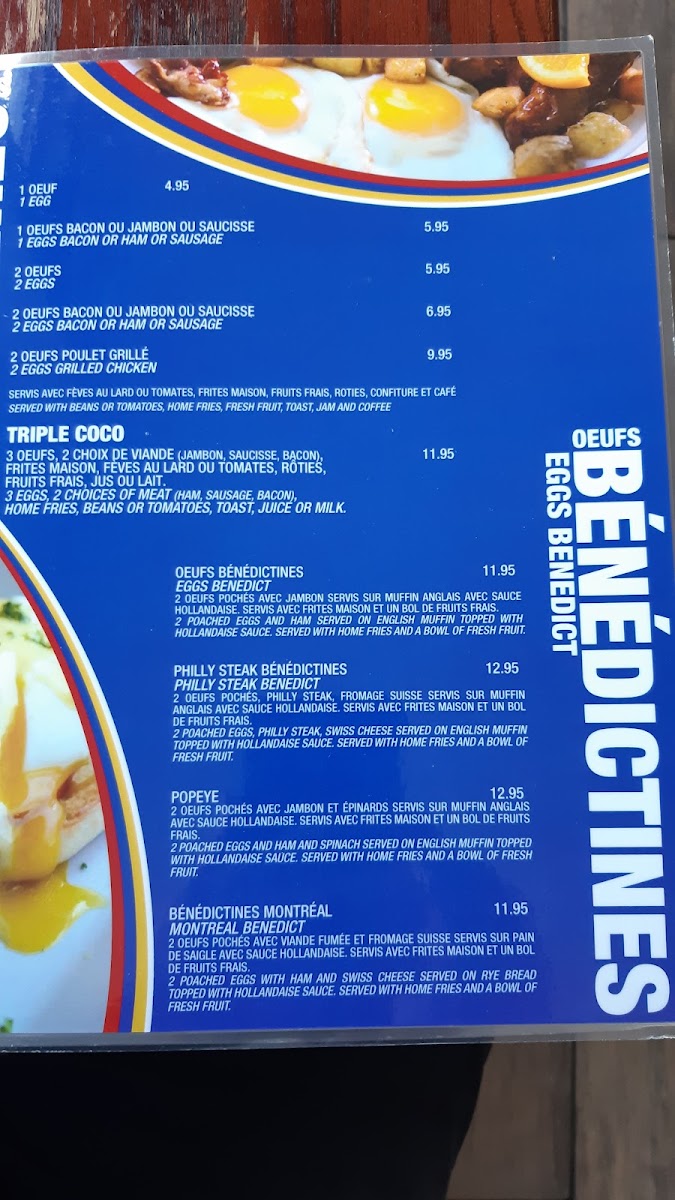 1 OEUF 4.95
1 EGG
1 OEUFS BACON OU JAMBON OU SAUCISSE 5.95
1 EGGS BACON OR HAM OR SAUSAGE
2 OEUFS 5.95
2 EGGS
2 OEUFS BACON OU JAMBON OU SAUCISSE 6.95
2 EGGS BACON OR HAM OR SAUSAGE
2 OEUFS POULET GRILLÉ 9.95
2 EGGS GRILLED CHICKEN
SERVIS AVEC FÈVES AU LARD OU TOMATES, FRITES MAISON, FRUITS FRAIS, ROTIES, CONFITURE ET CAFÉ
SERVED WITH BEANS OR TOMATOES, HOME FRIES, FRESH FRUIT, TOAST, JAM AND COFFEE
TRIPLE COCO
3 OEUFS, 2 CHOIX DE VIANDE (JAMBON, SAUCISSE, BACON), 11.95
FRITES MAISON, FÈVES AU LARD OU TOMATES, RÔTIES,
FRUITS FRAIS, JUS OU LAIT.
3 EGGS, 2 CHOICES OF MEAT (HAM, SAUSAGE, BACON),
HOME FRIES, BEANS OR TOMATOES, TOAST, JUICE OR MILK.
OEUFS
BÉNÉDICTINES
EGGS BENEDICT
OEUFS BÉNÉDICTINES 11.95
EGGS BENEDICT
2 OEUFS POCHÉS AVEC JAMBON SERVIS SUR MUFFIN ANGLAIS AVEC SAUCE
HOLLANDAISE. SERVIS AVEC FRITES MAISON ET UN BOL DE FRUITS FRAIS.
2 POACHED EGGS AND HAM SERVED ON ENGLISH MUFFIN TOPPED WITH
HOLLANDAISE SAUCE. SERVED WITH HOME FRIES AND A BOWL OF FRESH FRUIT.
PHILLY STEAK BÉNÉDICTINES 12.95
PHILLY STEAK BENEDICT
2 OEUFS POCHÉS, PHILLY STEAK, FROMAGE SUISSE SERVIS SUR MUFFIN
ANGLAIS AVEC SAUCE HOLLANDAISE. SERVIS AVEC FRITES MAISON ET UN BOL
DE FRUITS FRAIS.
2 POACHED EGGS, PHILLY STEAK, SWISS CHEESE SERVED ON ENGLISH MUFFIN
TOPPED WITH HOLLANDAISE SAUCE. SERVED WITH HOME FRIES AND A BOWL OF
FRESH FRUIT.
POPEYE 12.95
2 OEUFS POCHÉS AVEC JAMBON ET ÉPINARDS SERVIS SUR MUFFIN ANGLAIS
AVEC SAUCE HOLLANDAISE. SERVIS AVEC FRITES MAISON ET UN BOL DE FRUITS
FRAIS.
2 POACHED EGGS AND HAM AND SPINACH SERVED ON ENGLISH MUFFIN TOPPED
WITH HOLLANDAISE SAUCE. SERVED WITH HOME FRIES AND A BOWL OF FRESH
FRUIT.
BÉNÉDICTINES MONTRÉAL 11.95
MONTREAL BENEDICT
2 OEUFS POCHÉS AVEC VIANDE FUMÉE ET FROMAGE SUISSE SERVIS SUR PAIN
DE SAIGLE AVEC SAUCE HOLLANDAISE. SERVIS AVEC FRITES MAISON ET UN BOL
DE FRUITS FRAIS.
2 POACHED EGGS WITH HAM AND SWISS CHEESE SERVED ON RYE BREAD
TOPPED WITH HOLLANDAISE SAUCE. SERVED WITH HOME FRIES AND A BOWL OF
FRESH FRUIT.